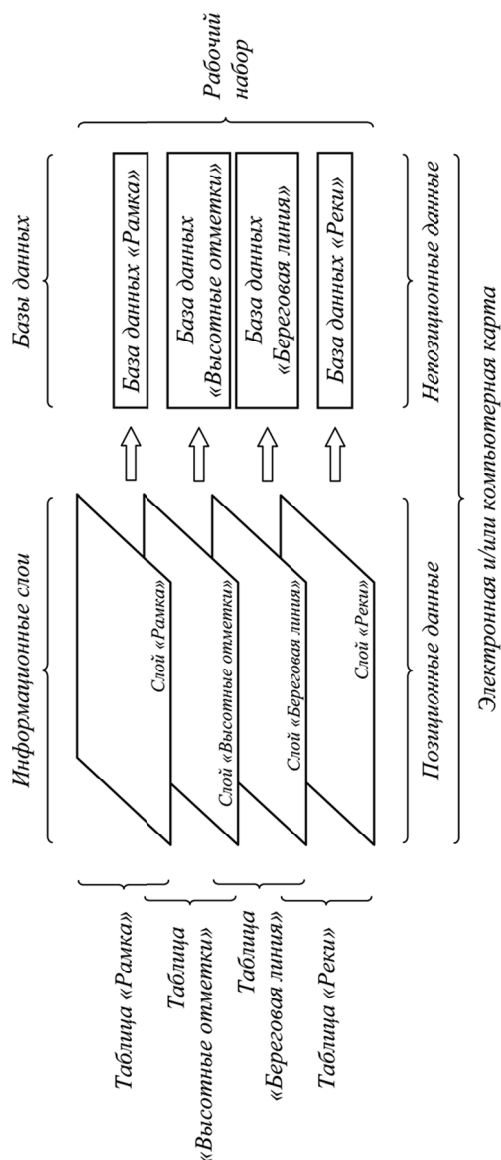 Информационные слои
Базы данных
Таблица «Рамка»
Слой «Рамка»
База данных «Рамка»
Таблица
«Высотные отметки»
Слой «Высотные отметки»
База данных
«Высотные отметки»
Таблица
«Береговая линия»
Слой «Береговая линия»
База данных
«Береговая линия»
Таблица «Реки»
Слой «Реки»
База данных «Реки»
Рабочий
набор
Позиционные данные
Непозиционные данные
Электронная и/или компьютерная карта